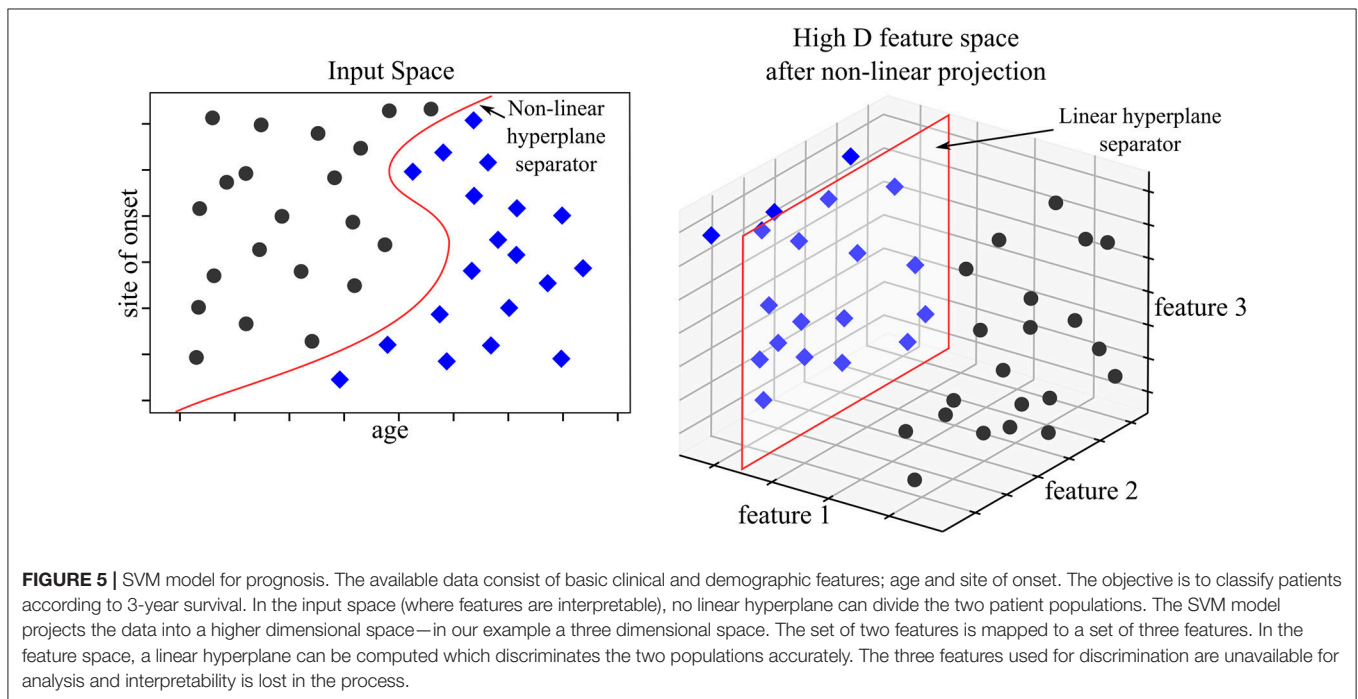 Input Space
Non-linear
hyperplane
separator
site of onset
age
High D feature space
after non-linear projection
Linear hyperplane
separator
feature 3
feature 2
feature 1
FIGURE 5 | SVM model for prognosis. The available data consist of basic clinical and demographic features; age and site of onset. The objective is to classify patients
according to 3-year survival. In the input space (where features are interpretable), no linear hyperplane can divide the two patient populations. The SVM model
projects the data into a higher dimensional space—in our example a three dimensional space. The set of two features is mapped to a set of three features. In the
feature space, a linear hyperplane can be computed which discriminates the two populations accurately. The three features used for discrimination are unavailable for
analysis and interpretability is lost in the process.